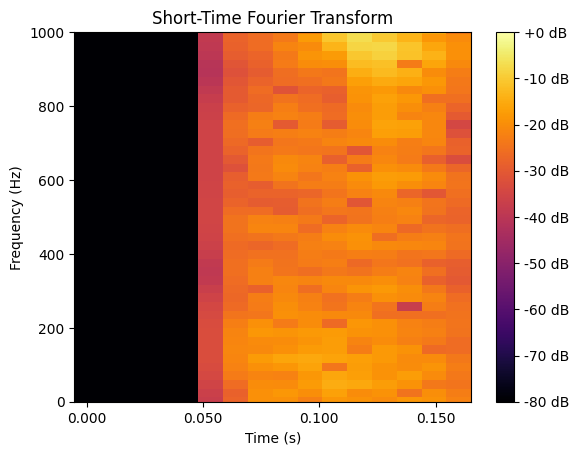 Short-Time Fourier Transform
1000
800
600
400
200
0
Frequency (Hz)
0.000
0.050
0.100
0.150
Time (s)
+0 dB
-10 dB
-20 dB
-30 dB
-40 dB
-50 dB
-60 dB
-70 dB
-80 dB